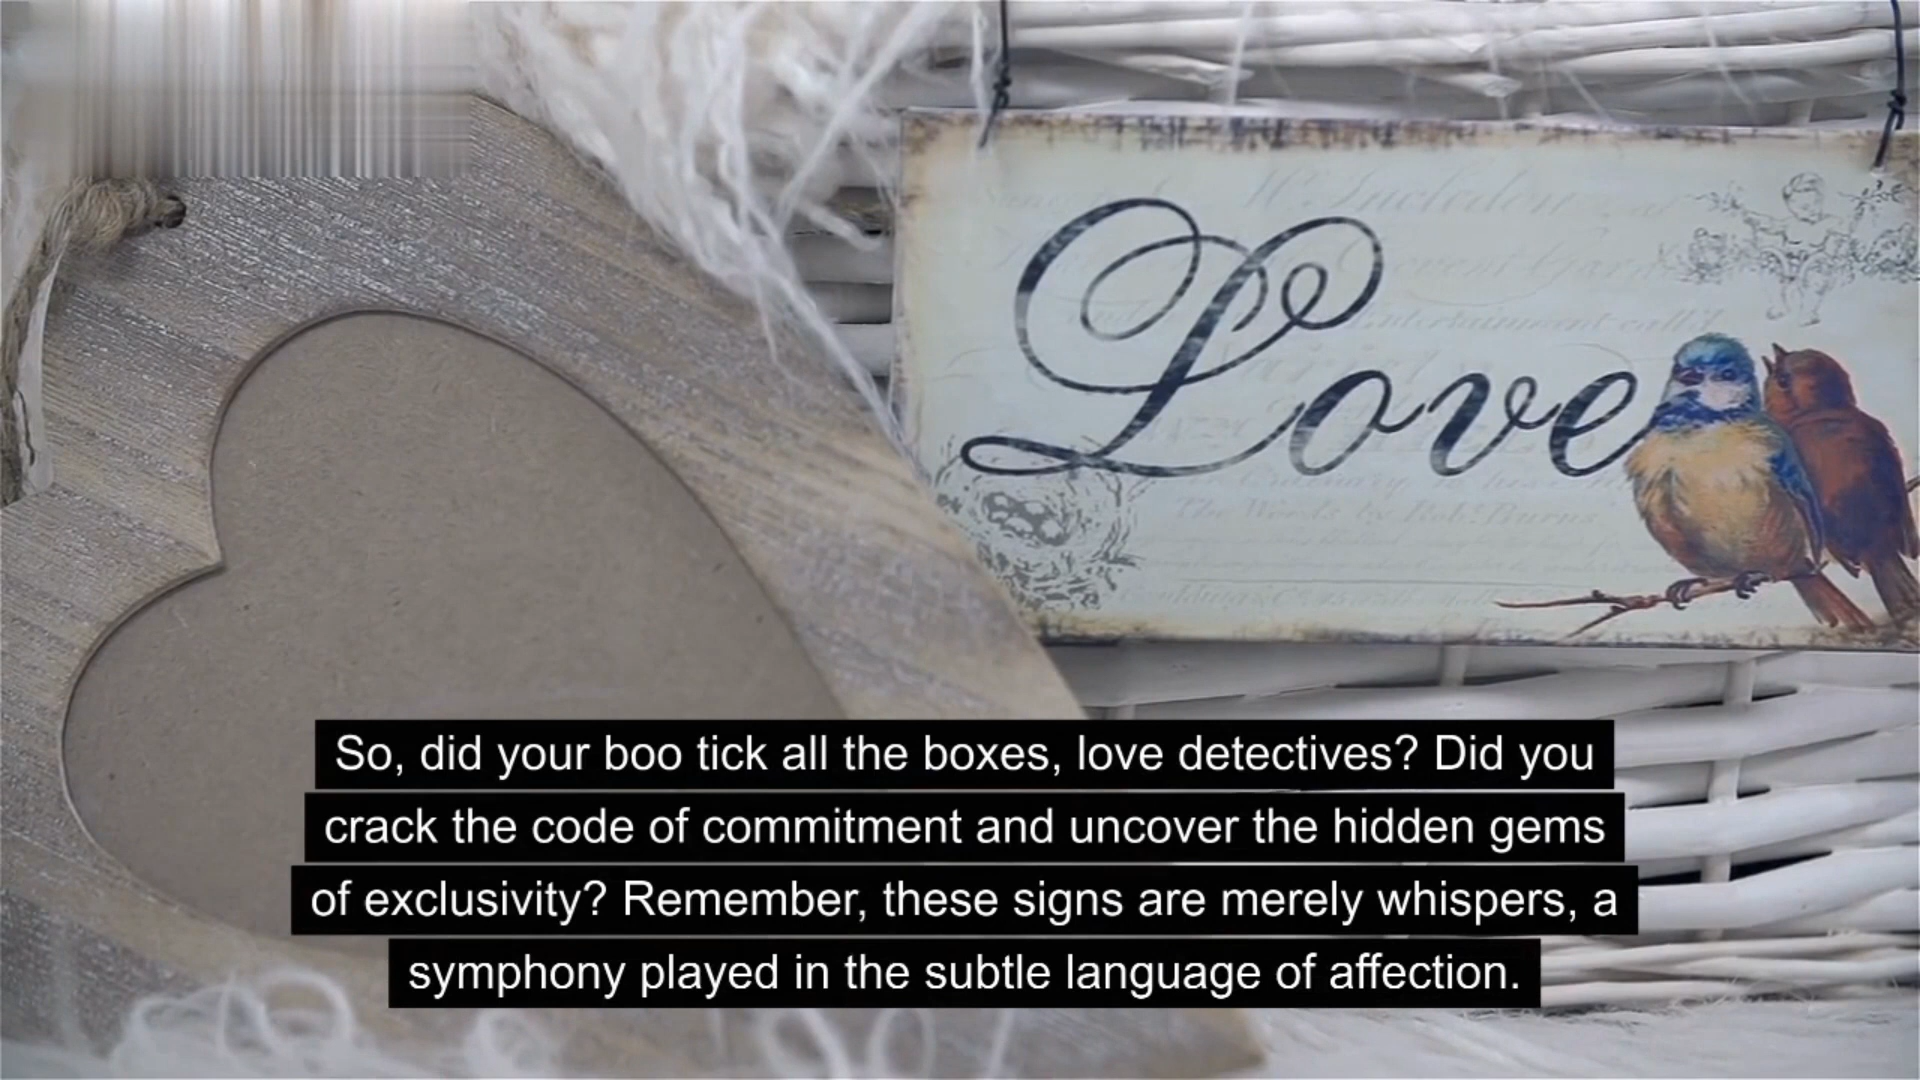 Love
So, did your boo tick all the boxes, love detectives? Did you
crack the code of commitment and uncover the hidden gems
of exclusivity? Remember, these signs are merely whispers, a
symphony played in the subtle language of affection.